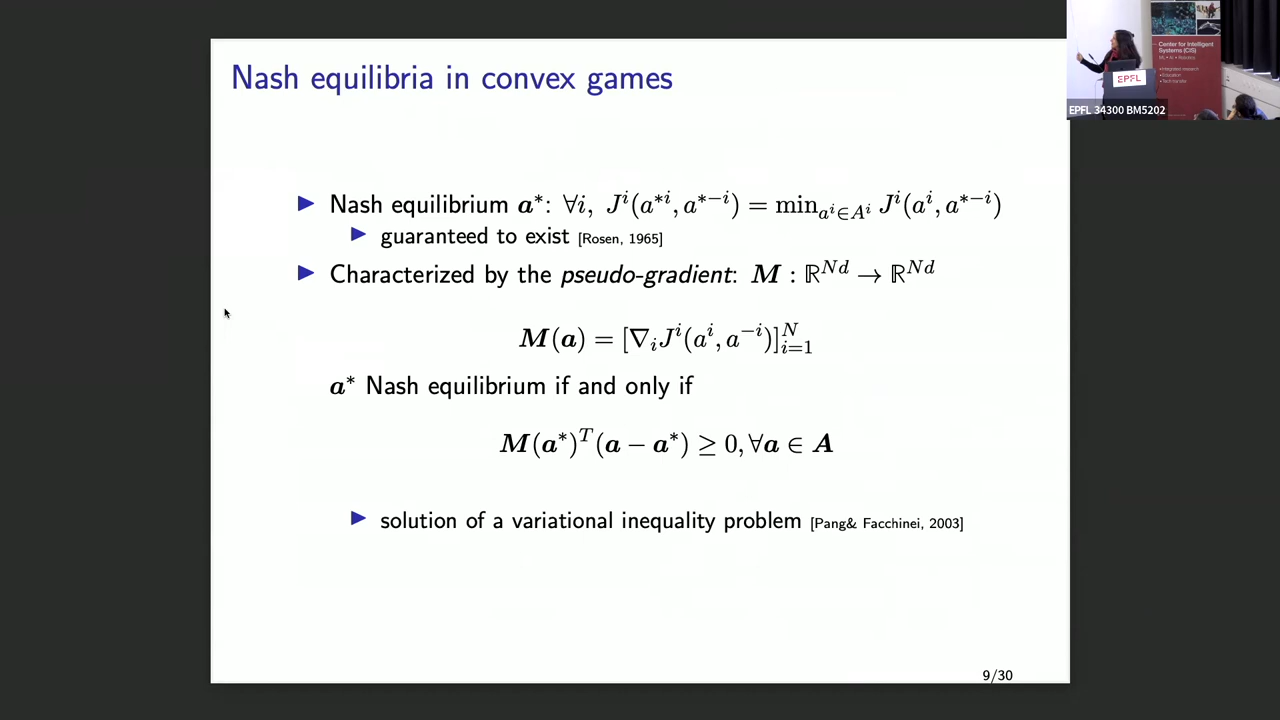 Nash equilibria in convex games
▶ Nash equilibrium a*: ∀i, J^i(a^{*i}, a^{*-i}) = min_{a^i∈A^i} J^i(a^i, a^{*-i})
▶ guaranteed to exist [Rosen, 1965]
▶ Characterized by the pseudo-gradient: M : ℝ^{Nd} → ℝ^{Nd}
M(a) = [∇_i J^i(a^i, a^{-i})]_{i=1}^N
a* Nash equilibrium if and only if
M(a*)^T(a − a*) ≥ 0, ∀a ∈ A
▶ solution of a variational inequality problem [Pang& Facchinei, 2003]
9/30
Center for Intelligent
Systems (CIS)
EPFL
EPFL 34300 BM5202